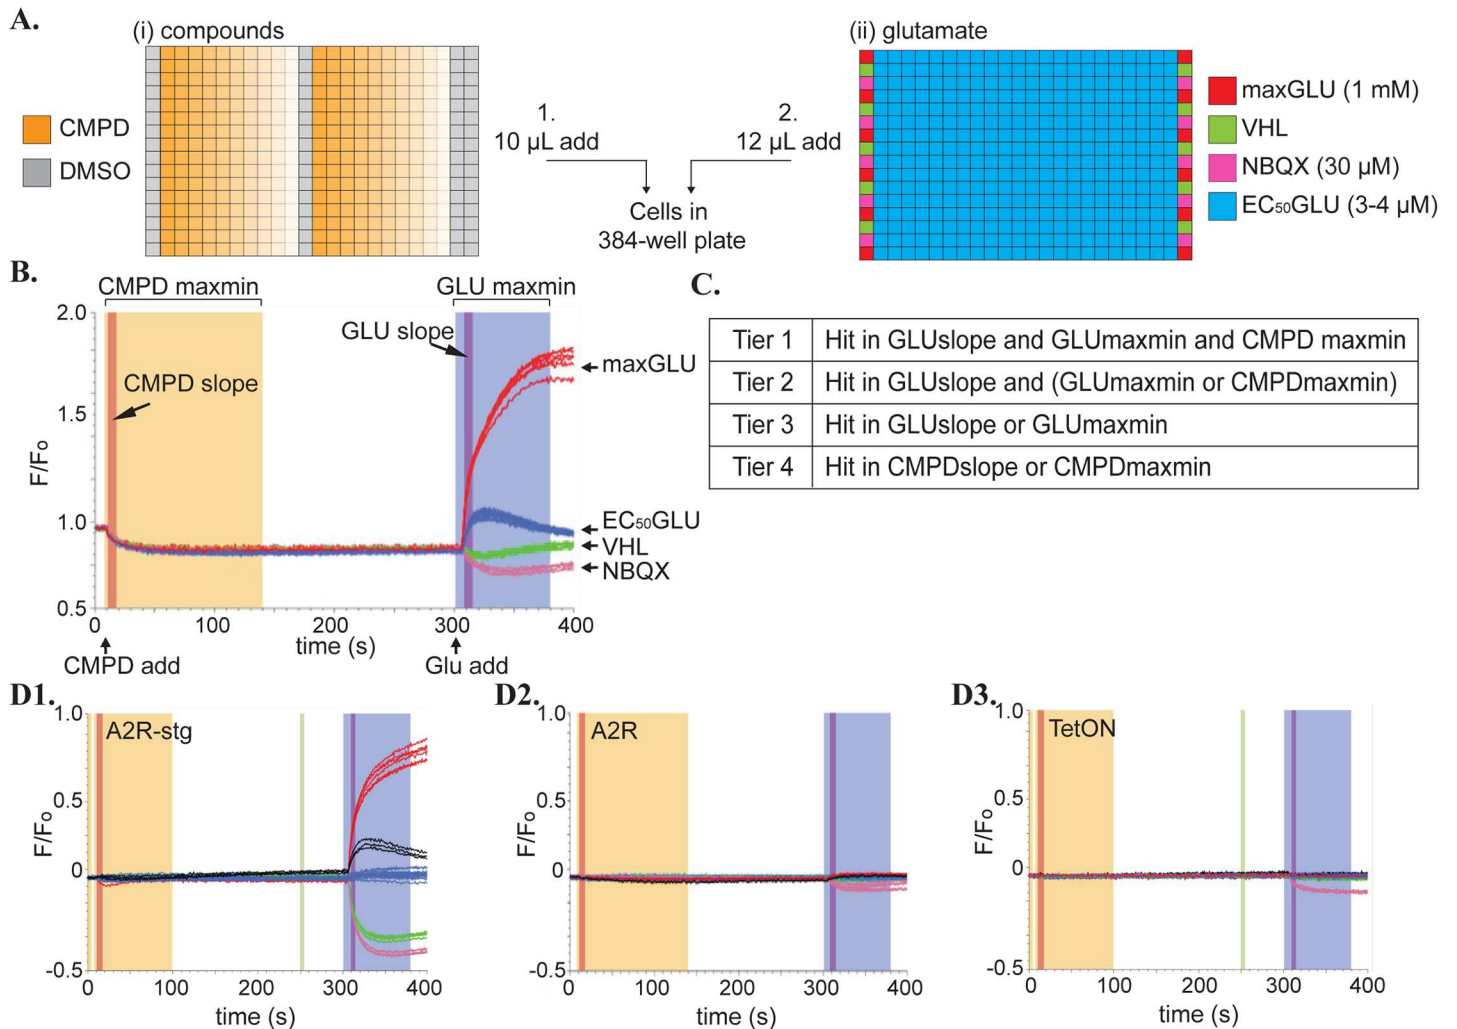 A.
(i) compounds
CMPD
DMSO
1.
10 µL add
2.
12 µL add
Cells in
384-well plate
(ii) glutamate
maxGLU (1 mM)
VHL
NBQX (30 µM)
EC₅₀GLU (3-4 µM)
B.
CMPD maxmin
GLU maxmin
GLU slope
CMPD slope
maxGLU
EC₅₀GLU
VHL
NBQX
F/Fo
2.0
1.5
1.0
0.5
0 100 200 300 400
time (s)
CMPD add
Glu add
C.
Tier 1 Hit in GLUslope and GLUmaxmin and CMPD maxmin
Tier 2 Hit in GLUslope and (GLUmaxmin or CMPDmaxmin)
Tier 3 Hit in GLUslope or GLUmaxmin
Tier 4 Hit in CMPDslope or CMPDmaxmin
D1.
A2R-stg
F/Fo
1.0
0.5
0
-0.5
0 100 200 300 400
time (s)
D2.
A2R
F/Fo
1.0
0.5
0
-0.5
0 100 200 300 400
time (s)
D3.
TetON
F/Fo
1.0
0.5
0
-0.5
0 100 200 300 400
time (s)